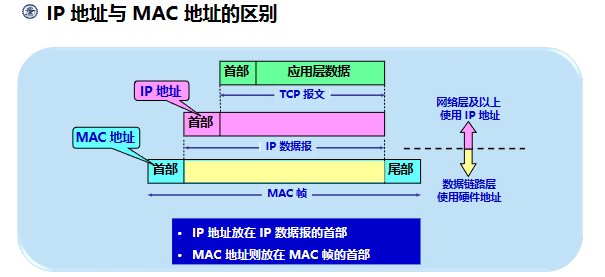 IP 地址与 MAC 地址的区别
首部 应用层数据
TCP 报文
IP 地址
首部
IP 数据报
MAC 地址
首部
尾部
MAC 帧
网络层及以上
使用 IP 地址
数据链路层
使用硬件地址
• IP 地址放在 IP 数据报的首部
• MAC 地址则放在 MAC 帧的首部